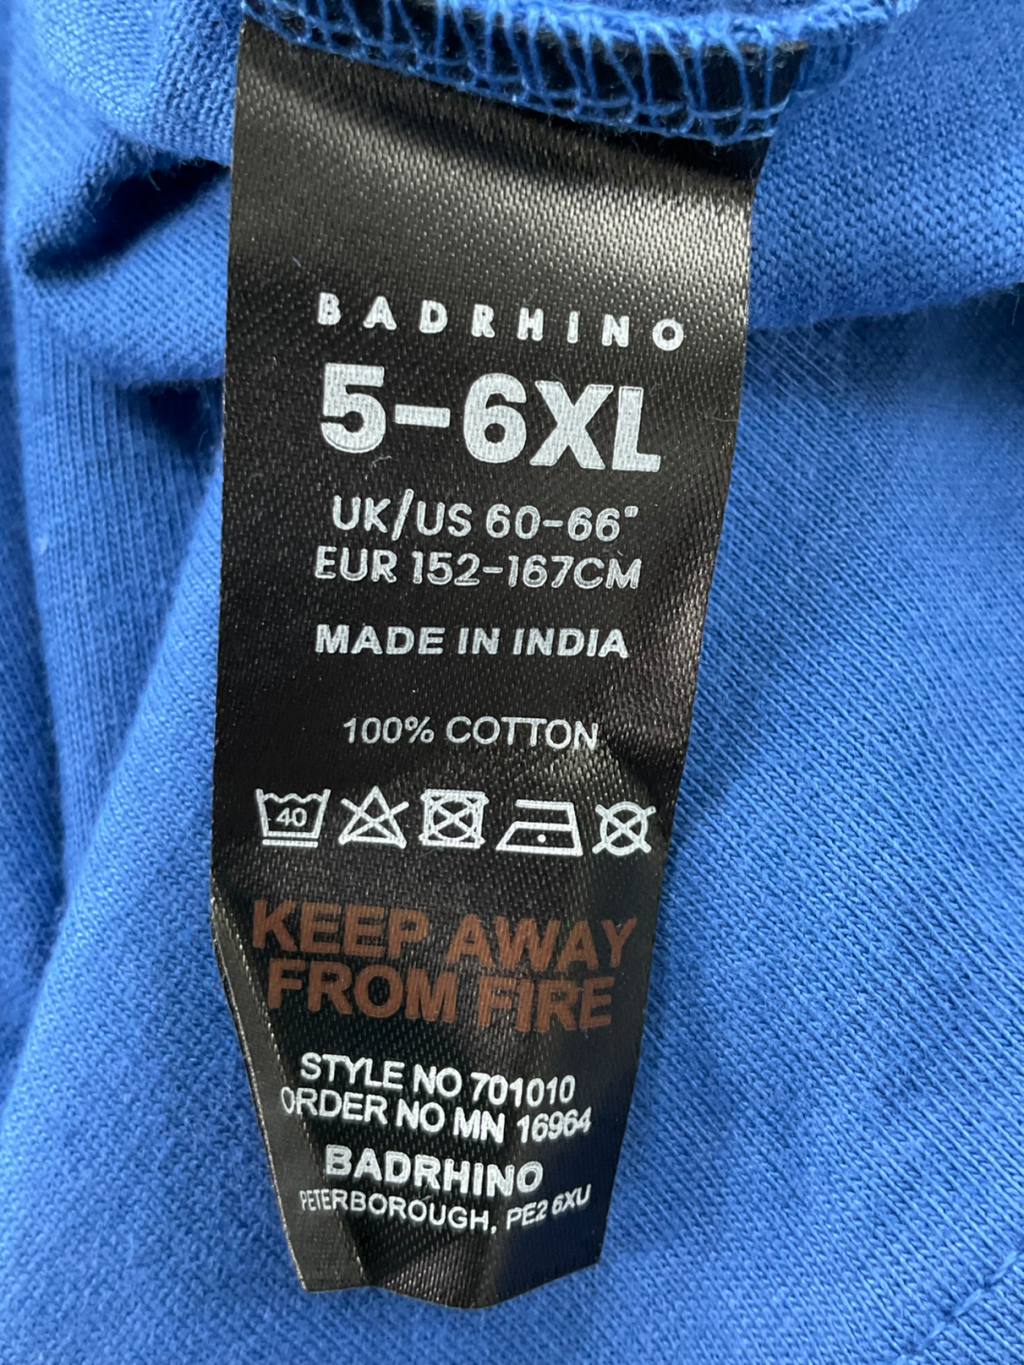 BADRHINO
5-6XL
UK/US 60-66"
EUR 152-167CM
MADE IN INDIA
100% COTTON
40
KEEP AWAY
FROM FIRE
STYLE NO 701010
ORDER NO MN 16964
BADRHINO
PETERBOROUGH, PE2 6XU